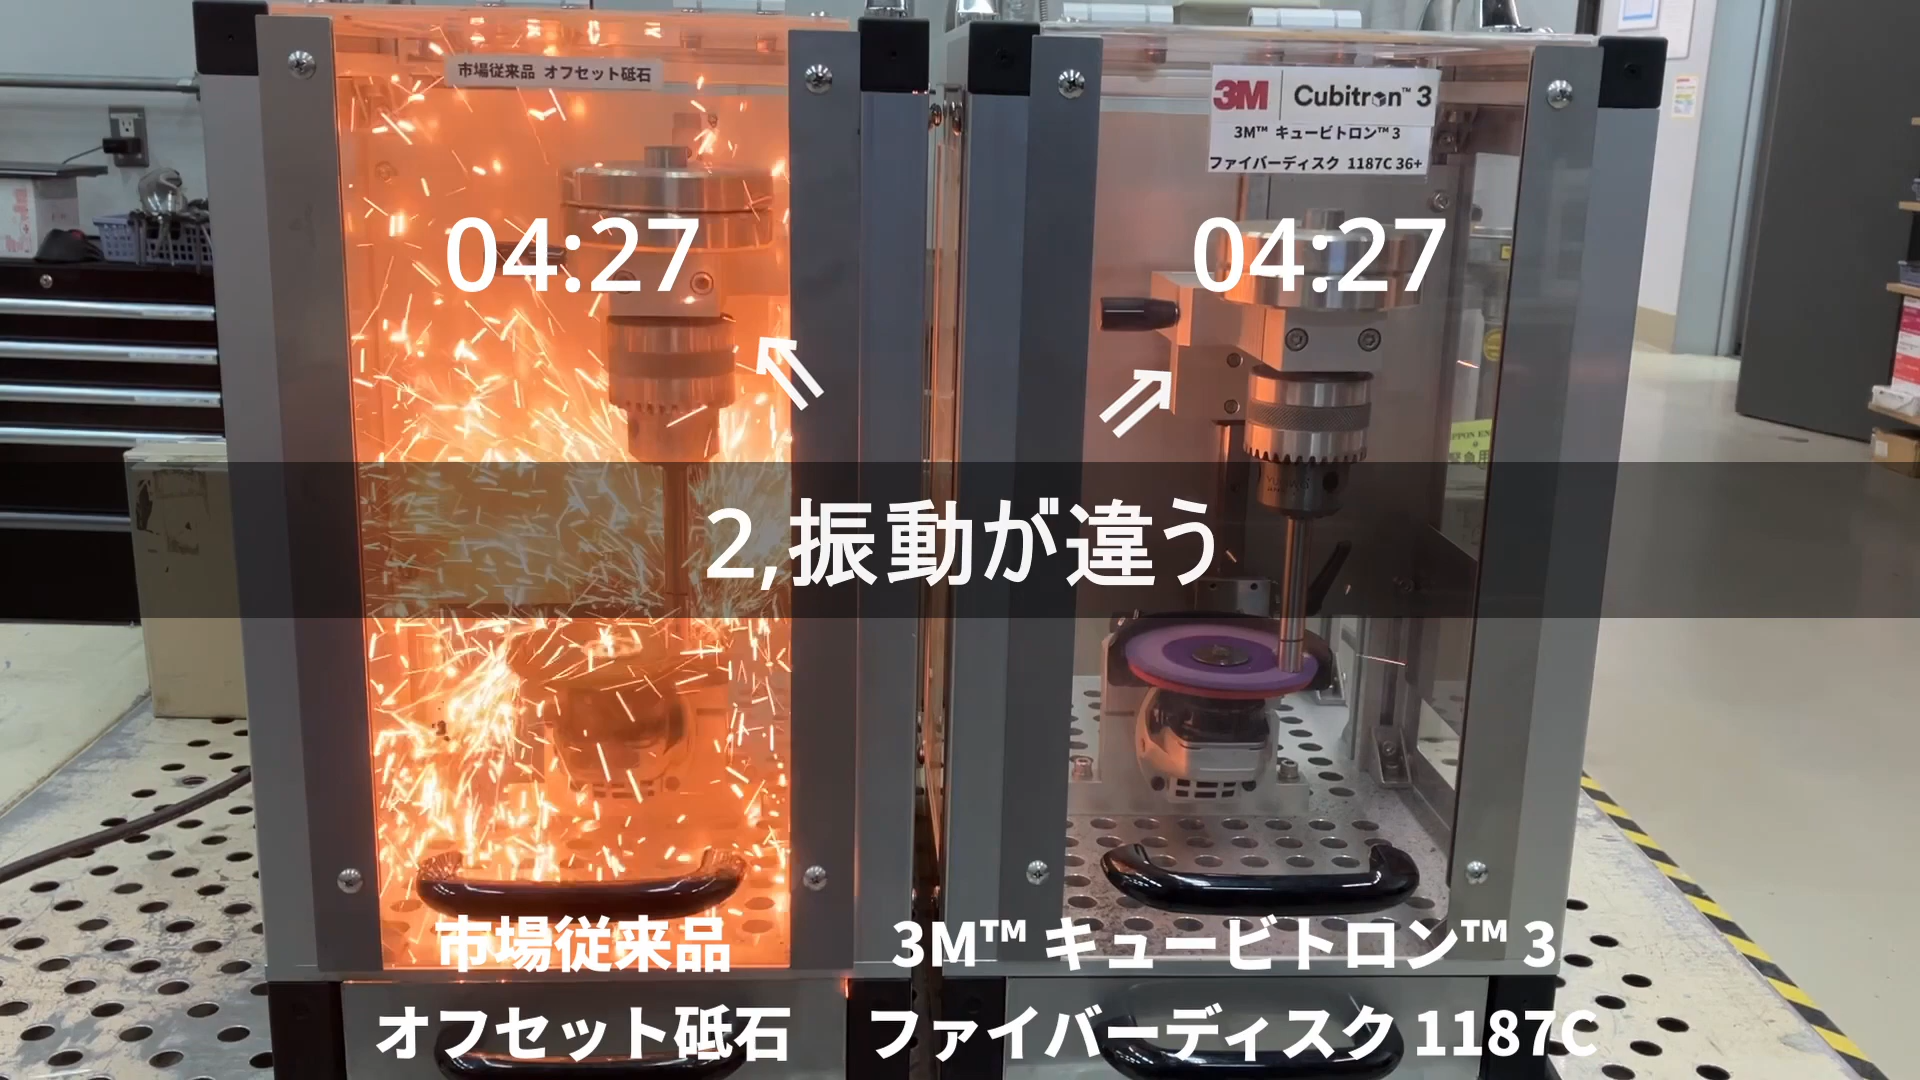 市場従来品 オフセット砥石
3M Cubitron™ 3
3M™ キュービトロン™ 3
ファイバーディスク 1187C 36+
04:27
04:27
2,振動が違う
市場従来品
オフセット砥石
3M™ キュービトロン™ 3
ファイバーディスク 1187C